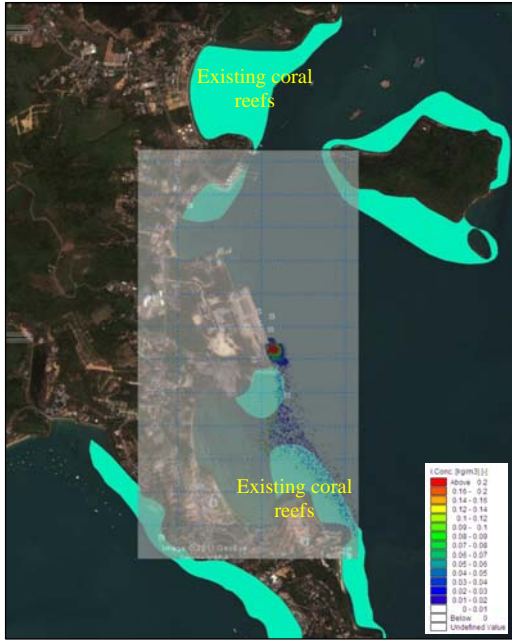 Existing coral
reefs
Existing coral
reefs
Conc. [kg/m3] [-]
Above 0.2
0.16 - 0.2
0.14 - 0.16
0.12 - 0.14
0.1 - 0.12
0.09 - 0.1
0.08 - 0.09
0.07 - 0.08
0.06 - 0.07
0.05 - 0.06
0.04 - 0.05
0.03 - 0.04
0.02 - 0.03
0.01 - 0.02
0 - 0.01
Below 0
Undefined Value